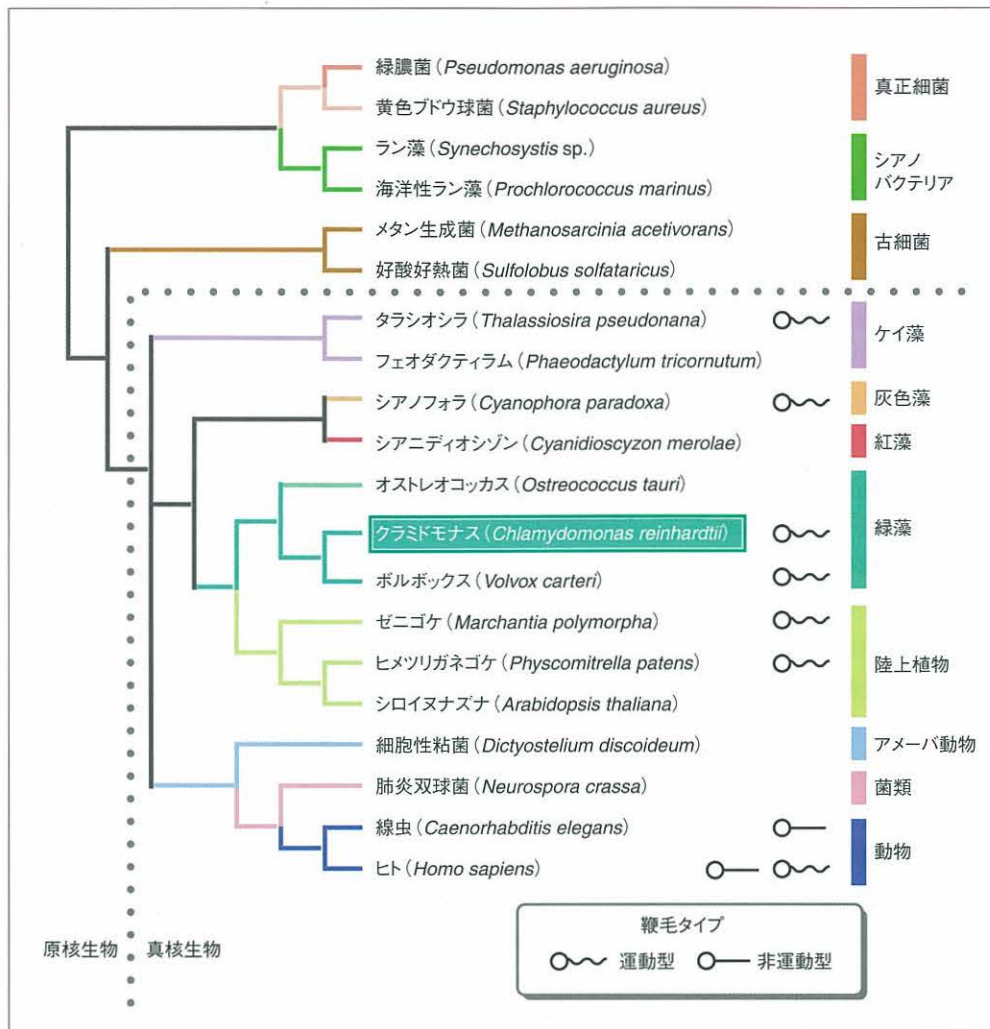 緑膿菌（Pseudomonas aeruginosa）
黄色ブドウ球菌（Staphylococcus aureus）
真正細菌
ラン藻（Synechosystis sp.）
海洋性ラン藻（Prochlorococcus marinus）
シアノ
バクテリア
メタン生成菌（Methanosarcinia acetivorans）
好酸好熱菌（Sulfolobus solfataricus）
古細菌
タラシオシラ（Thalassiosira pseudonana）
フェオダクティラム（Phaeodactylum tricornutum）
ケイ藻
シアノフォラ（Cyanophora paradoxa）
灰色藻
シアニディオシゾン（Cyanidioscyzon merolae）
紅藻
オストレオコッカス（Ostreococcus tauri）
クラミドモナス（Chlamydomonas reinhardtii）
ボルボックス（Volvox carteri）
緑藻
ゼニゴケ（Marchantia polymorpha）
ヒメツリガネゴケ（Physcomitrella patens）
シロイヌナズナ（Arabidopsis thaliana）
陸上植物
細胞性粘菌（Dictyostelium discoideum）
アメーバ動物
肺炎双球菌（Neurospora crassa）
菌類
線虫（Caenorhabditis elegans）
ヒト（Homo sapiens）
動物
原核生物 真核生物
鞭毛タイプ
運動型 非運動型